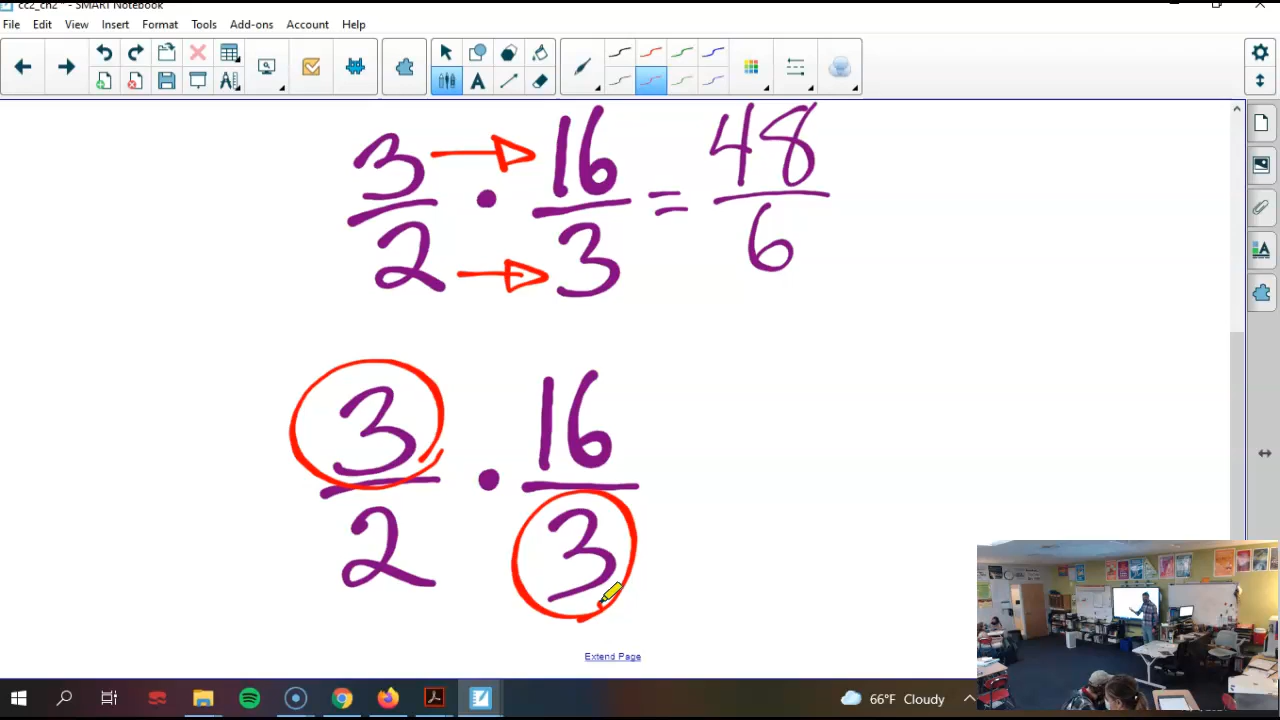 cc2_ch2 * - SMART Notebook
File Edit View Insert Format Tools Add-ons Account Help
3/2 · 16/3 = 48/6
3/2 · 16/3
Extend Page
66°F Cloudy